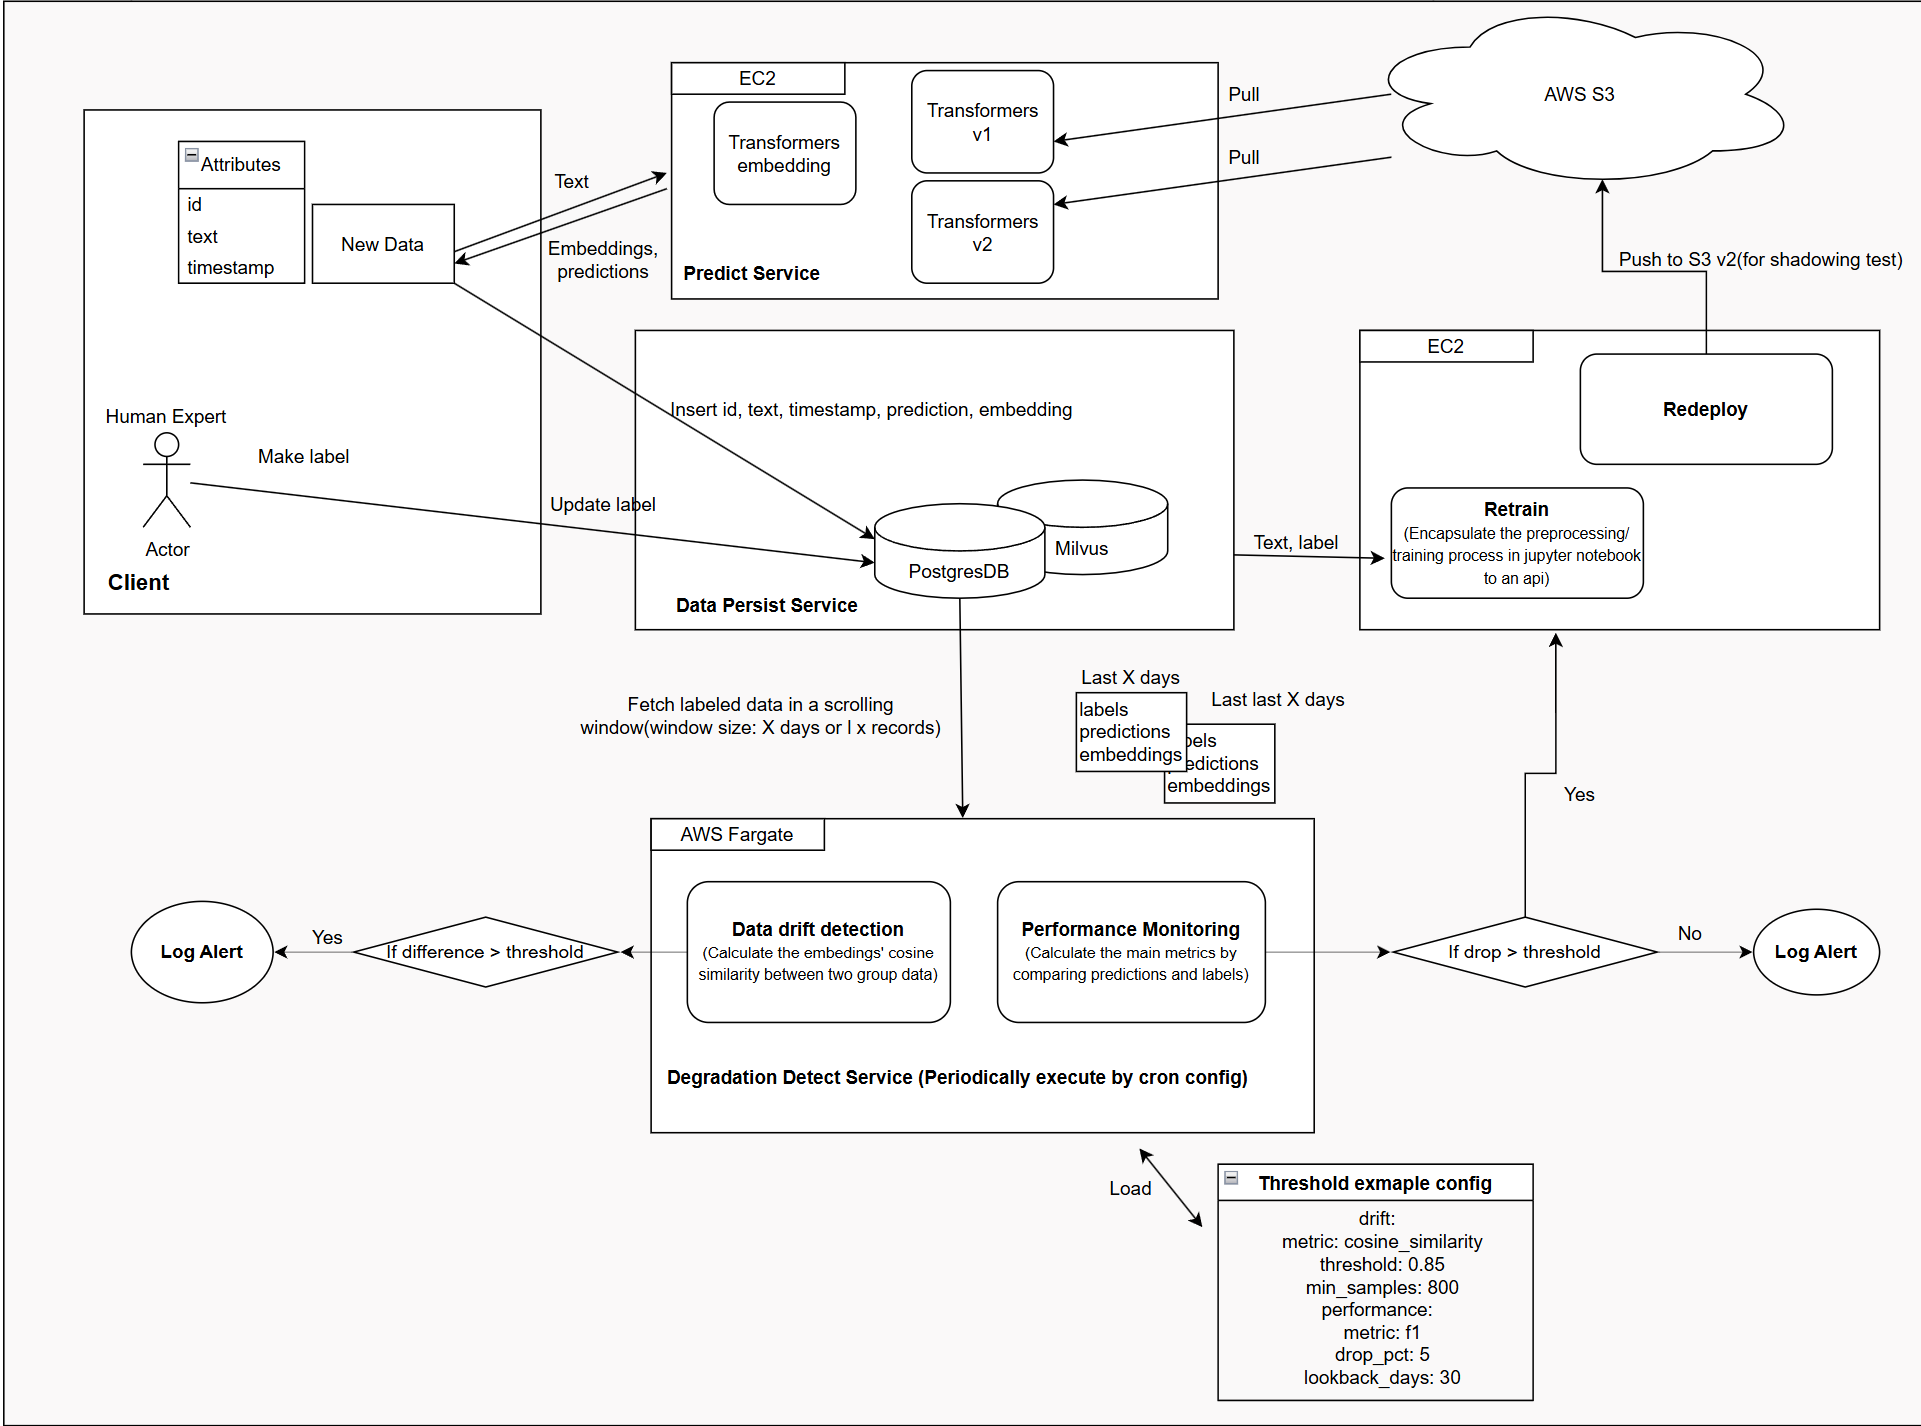 EC2
Transformers
embedding
Transformers
v1
Transformers
v2
Predict Service
Pull
Pull
AWS S3
Attributes
id
text
timestamp
New Data
Text
Embeddings,
predictions
Human Expert
Make label
Actor
Client
Insert id, text, timestamp, prediction, embedding
Update label
PostgresDB
Milvus
Data Persist Service
Text, label
Push to S3 v2(for shadowing test)
EC2
Redeploy
Retrain
(Encapsulate the preprocessing/
training process in jupyter notebook
to an api)
Fetch labeled data in a scrolling
window(window size: X days or l x records)
Last X days
labels
predictions
embeddings
Last last X days
embeddings
Yes
AWS Fargate
Data drift detection
(Calculate the embedings' cosine
similarity between two group data)
Performance Monitoring
(Calculate the main metrics by
comparing predictions and labels)
Degradation Detect Service (Periodically execute by cron config)
If difference > threshold
Yes
Log Alert
If drop > threshold
No
Log Alert
Load
Threshold exmaple config
drift:
metric: cosine_similarity
threshold: 0.85
min_samples: 800
performance:
metric: f1
drop_pct: 5
lookback_days: 30